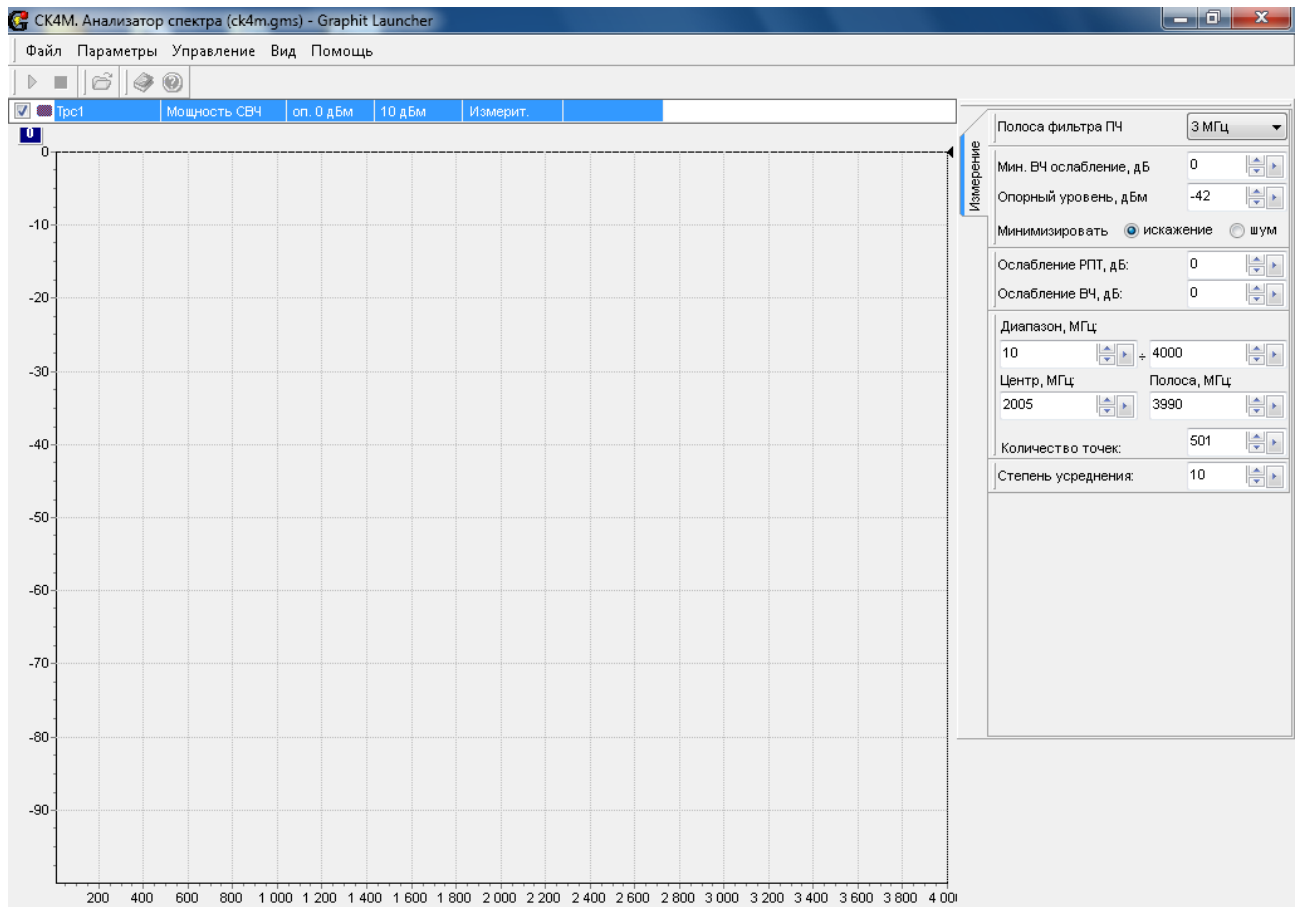 СК4М. Анализатор спектра (ck4m.gms) - Graphit Launcher
Файл Параметры Управление Вид Помощь
Трс1 Мощность СВЧ оп. 0 дБм 10 дБм Измерит.
0
0
-10
-20
-30
-40
-50
-60
-70
-80
-90
200 400 600 800 1 000 1 200 1 400 1 600 1 800 2 000 2 200 2 400 2 600 2 800 3 000 3 200 3 400 3 600 3 800 4 000
Измерение
Полоса фильтра ПЧ 3 МГц
Мин. ВЧ ослабление, дБ 0
Опорный уровень, дБм -42
Минимизировать искажение шум
Ослабление РПТ, дБ: 0
Ослабление ВЧ, дБ: 0
Диапазон, МГц:
10 ÷ 4000
Центр, МГц: Полоса, МГц:
2005 3990
Количество точек: 501
Степень усреднения: 10